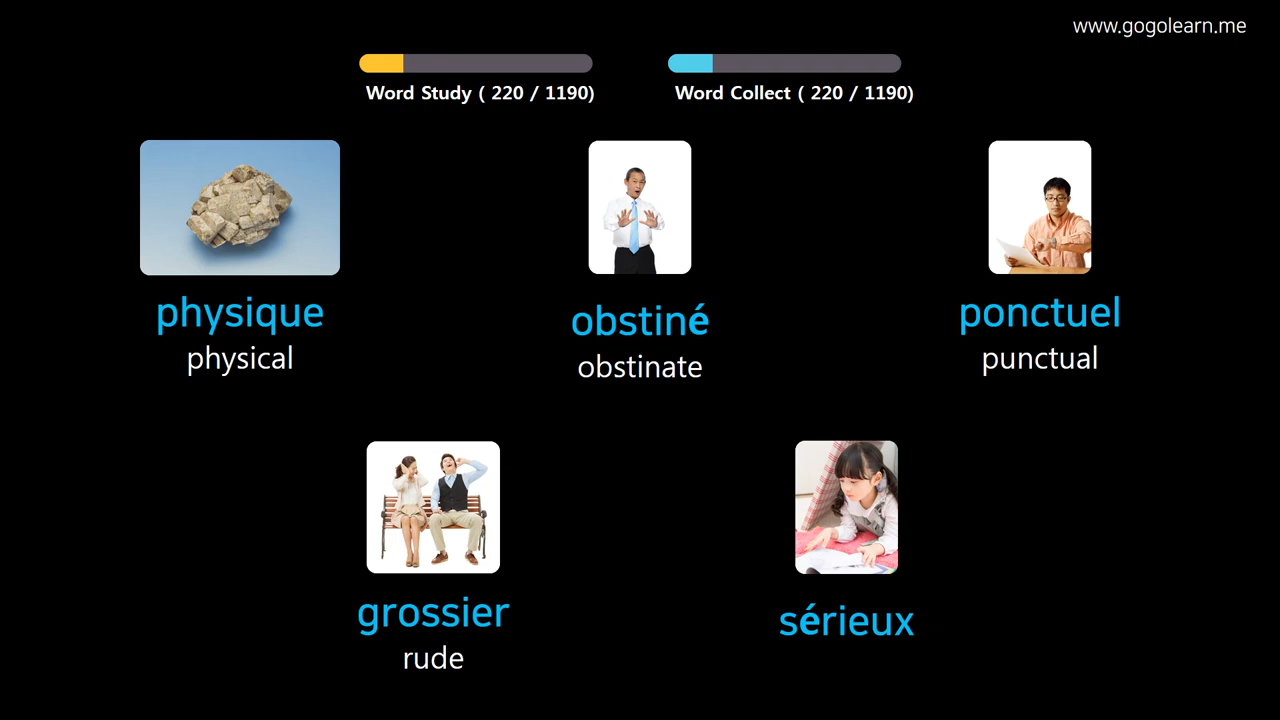 www.gogolearn.me
Word Study ( 220 / 1190)
Word Collect ( 220 / 1190)
physique
physical
obstiné
obstinate
ponctuel
punctual
grossier
rude
sérieux